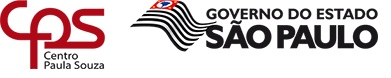 cps
Centro
Paula Souza
GOVERNO DO ESTADO
SÃO PAULO